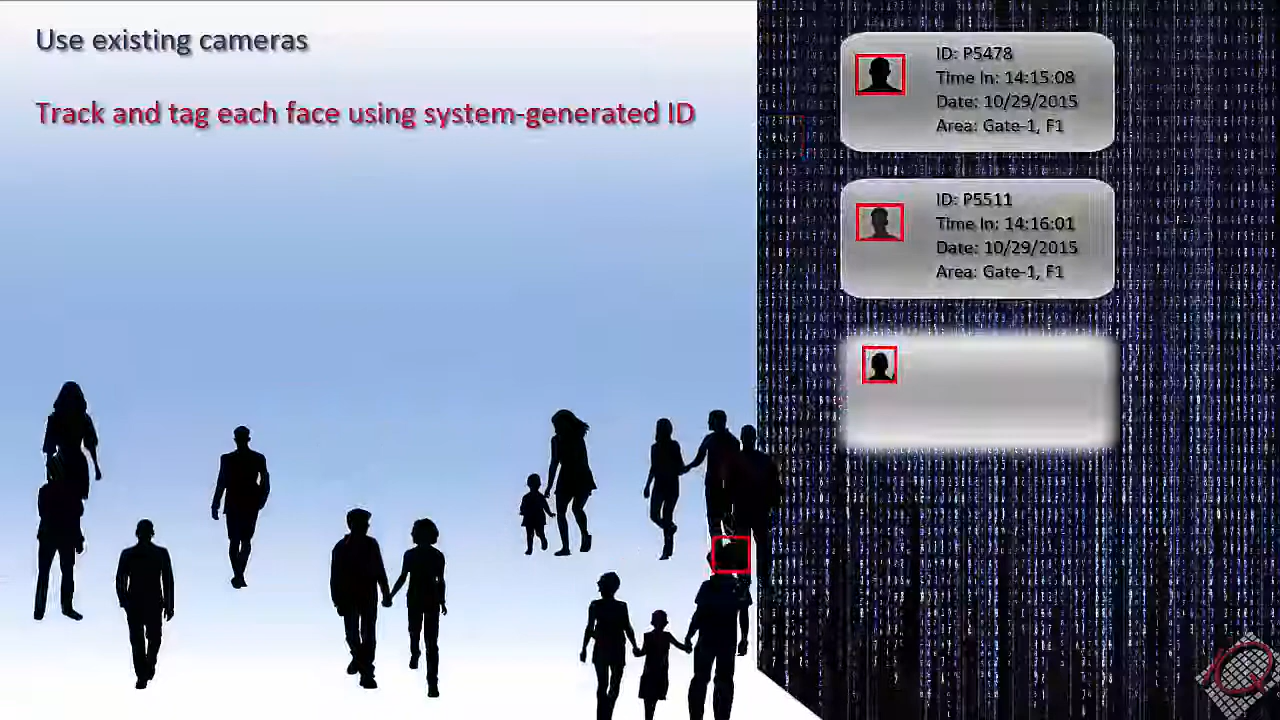 Use existing cameras
Track and tag each face using system-generated ID
ID: P5478
Time In: 14:15:08
Date: 10/29/2015
Area: Gate-1, F1
ID: P5511
Time In: 14:16:01
Date: 10/29/2015
Area: Gate-1, F1